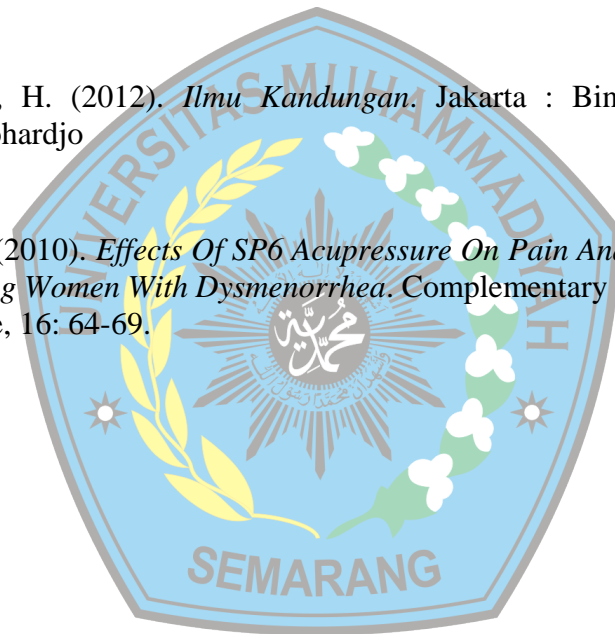 , H. (2012). Ilmu Kandungan. Jakarta : Bin
ohardjo
(2010). Effects Of SP6 Acupressure On Pain And
g Women With Dysmenorrhea. Complementary
e, 16: 64-69.
UNIVERSITAS MUHAMMADIYAH
SEMARANG